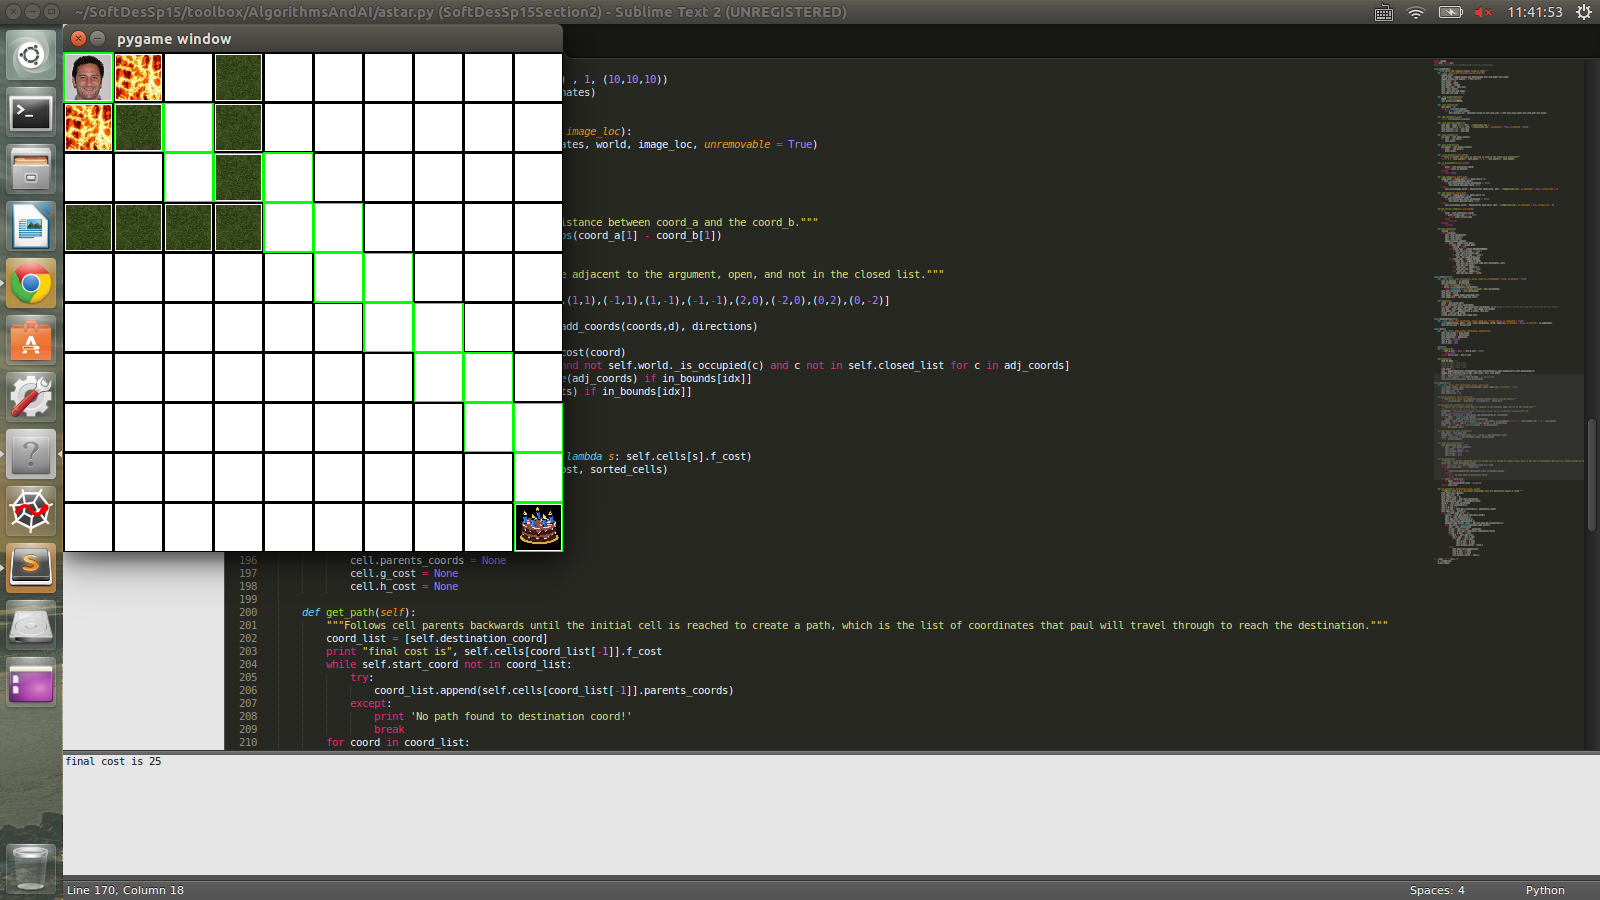 ~/SoftDesSp15/toolbox/AlgorithmsAndAI/astar.py (SoftDesSp15Section2) - Sublime Text 2 (UNREGISTERED)
11:41:53
pygame window
) , 1, (10,10,10))
nates)
image_loc):
ates, world, image_loc, unremovable = True)
istance between coord_a and the coord_b."""
bs(coord_a[1] - coord_b[1])
e adjacent to the argument, open, and not in the closed list."""
(1,1),(-1,1),(1,-1),(-1,-1),(2,0),(-2,0),(0,2),(0,-2)]
add_coords(coords,d), directions)
cost(coord)
and not self.world._is_occupied(c) and c not in self.closed_list for c in adj_coords]
e(adj_coords) if in_bounds[idx]]
ts) if in_bounds[idx]]
lambda s: self.cells[s].f_cost)
ost, sorted_cells)
196 cell.parents_coords = None
197 cell.g_cost = None
198 cell.h_cost = None
199
200 def get_path(self):
201 """Follows cell parents backwards until the initial cell is reached to create a path, which is the list of coordinates that paul will travel through to reach the destination."""
202 coord_list = [self.destination_coord]
203 print "final cost is", self.cells[coord_list[-1]].f_cost
204 while self.start_coord not in coord_list:
205 try:
206 coord_list.append(self.cells[coord_list[-1]].parents_coords)
207 except:
208 print 'No path found to destination coord!'
209 break
210 for coord in coord_list:
final cost is 25
Line 170, Column 18
Spaces: 4
Python